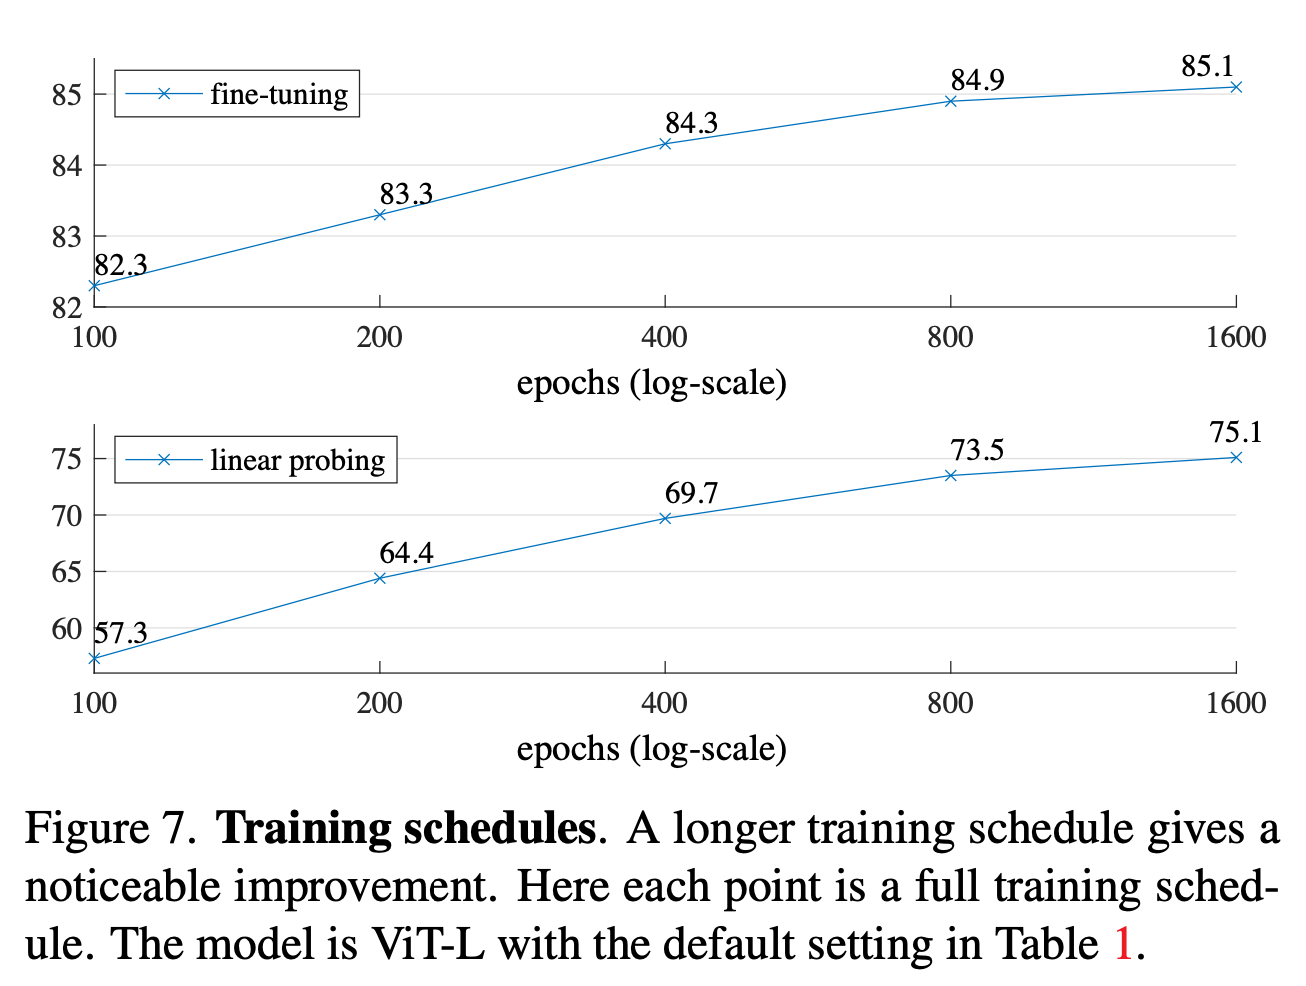 fine-tuning
85.1
84.9
85
84.3
84
83.3
83
82.3
82
100 200 400 800 1600
epochs (log-scale)
linear probing
75.1
73.5
75
69.7
70
64.4
65
60
57.3
100 200 400 800 1600
epochs (log-scale)
Figure 7. Training schedules. A longer training schedule gives a
noticeable improvement. Here each point is a full training sched-
ule. The model is ViT-L with the default setting in Table 1.